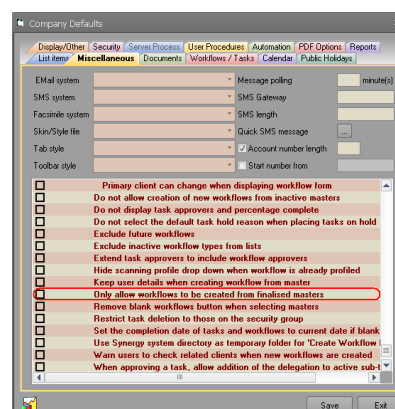 Company Defaults
Display/Other Security Server Process User Procedures Automation PDF Options Reports
List items Miscellaneous Documents Workflows / Tasks Calendar Public Holidays
EMail system Message polling minute(s)
SMS system SMS Gateway
Facsimile system SMS length
Skin/Style file Quick SMS message ...
Tab style Account number length
Toolbar style Start number from
Primary client can change when displaying workflow form
Do not allow creation of new workflows from inactive masters
Do not display task approvers and percentage complete
Do not select the default task hold reason when placing tasks on hold
Exclude future workflows
Exclude inactive workflow types from lists
Extend task approvers to include workflow approvers
Hide scanning profile drop down when workflow is already profiled
Keep user details when creating workflow from master
Only allow workflows to be created from finalised masters
Remove blank workflows button when selecting masters
Restrict task deletion to those on the security group
Set the completion date of tasks and workflows to current date if blank
Use Synergy system directory as temporary folder for 'Create Workflow
Warn users to check related clients when new workflows are created
When approving a task, allow addition of the delegation to active sub-t
Save Exit